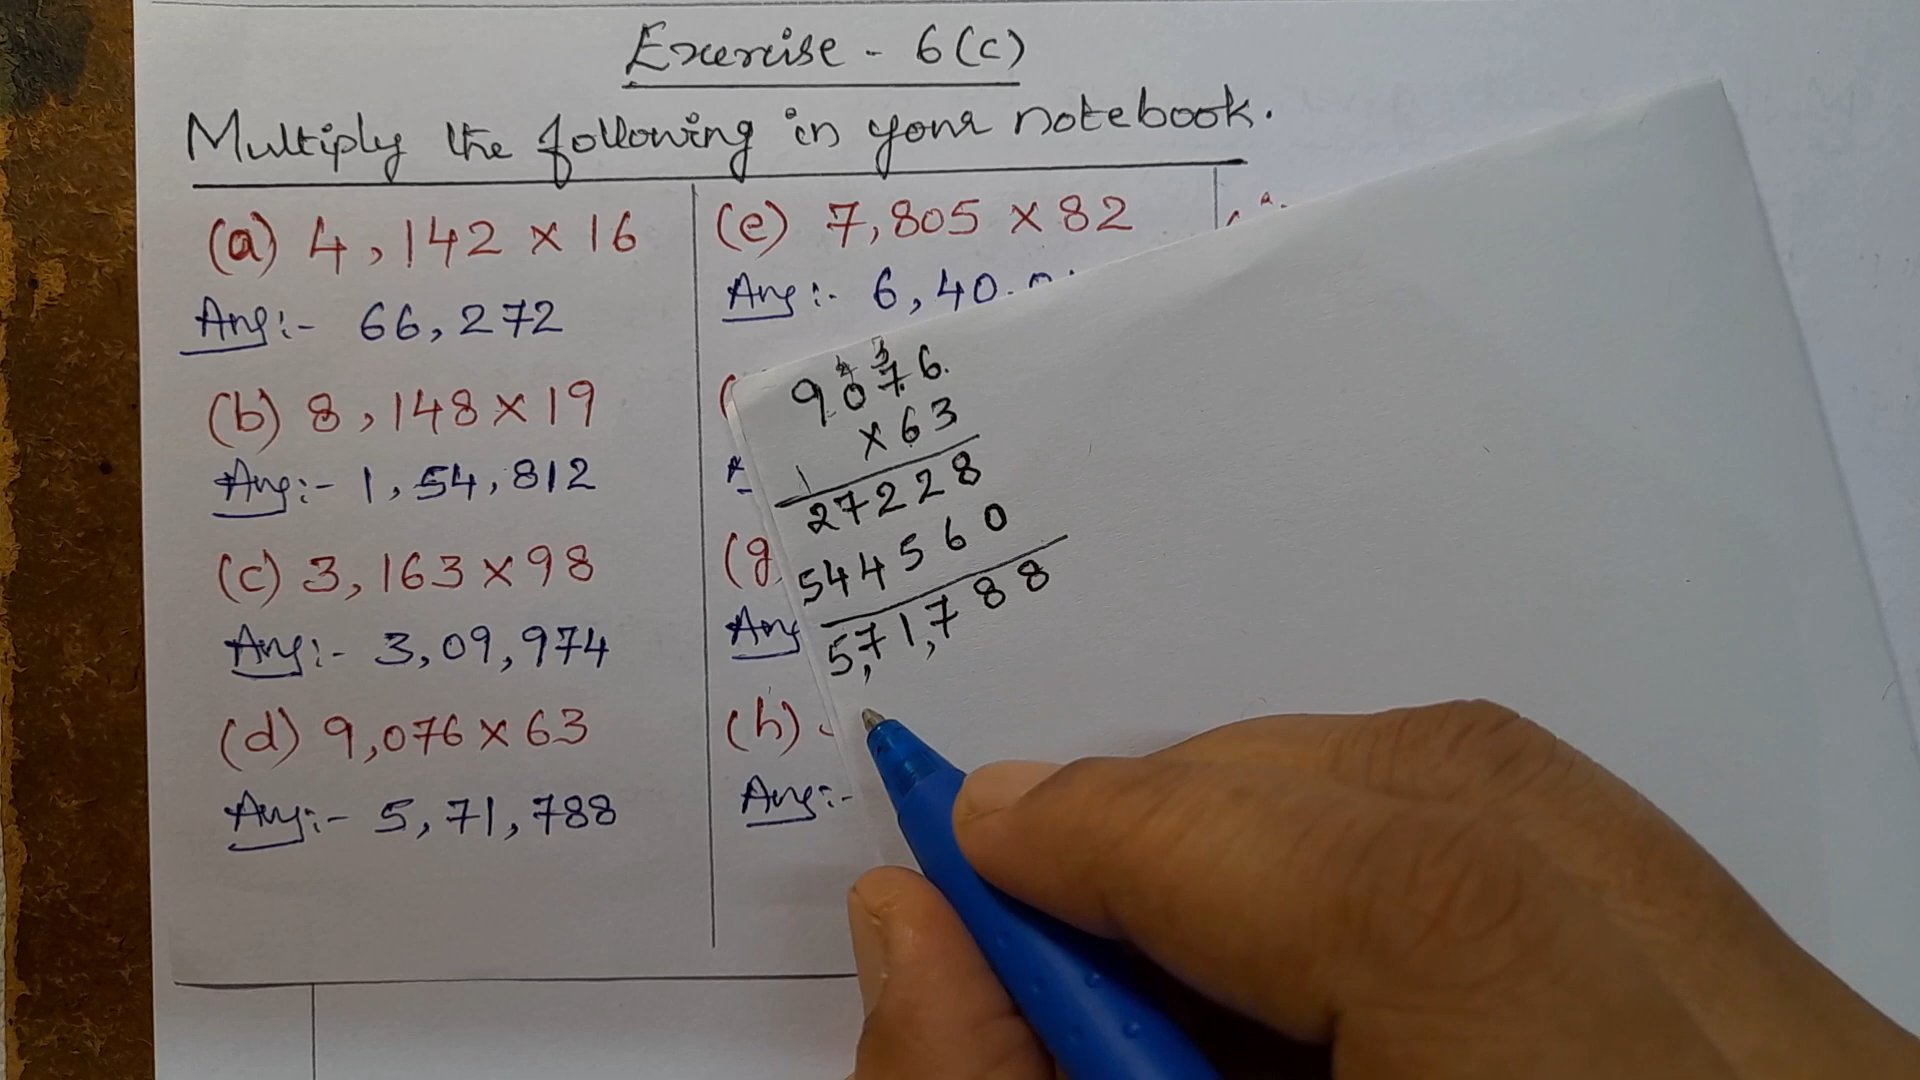 Exercise - 6(c)
Multiply the following in your notebook.
(a) 4,142 × 16
Ans:- 66,272
(b) 8,148 × 19
Ans:- 1,54,812
(c) 3,163 × 98
Ans:- 3,09,974
(d) 9,076 × 63
Ans:- 5,71,788
(e) 7,805 × 82
Ans:- 6,40
(g
Ans
(h)
Ans:-
9076
× 63
1
27228
544560
5,71,788